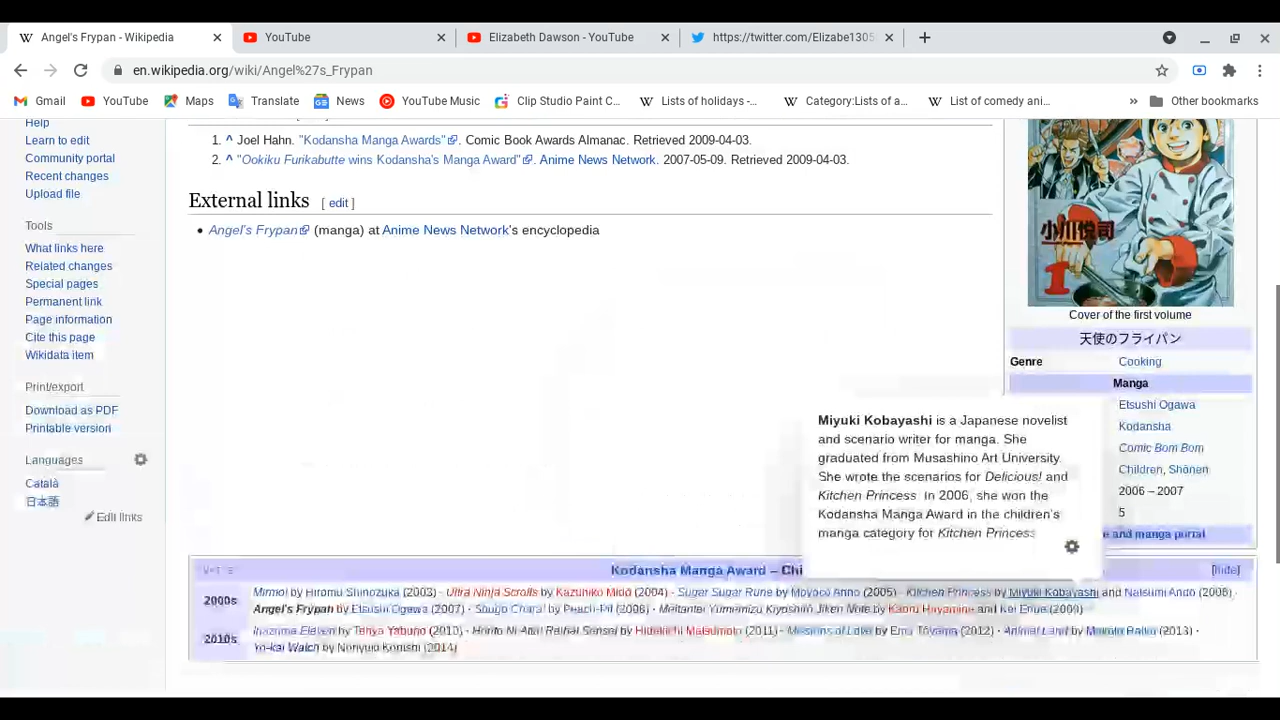 Angel's Frypan - Wikipedia
YouTube
Elizabeth Dawson - YouTube
https://twitter.com/Elizabe1305
en.wikipedia.org/wiki/Angel%27s_Frypan
Gmail
YouTube
Maps
Translate
News
YouTube Music
Clip Studio Paint C...
Lists of holidays -...
Category:Lists of a...
List of comedy ani...
»
Other bookmarks
Help
Learn to edit
Community portal
Recent changes
Upload file
Tools
What links here
Related changes
Special pages
Permanent link
Page information
Cite this page
Wikidata item
Print/export
Download as PDF
Printable version
Languages
Català
日本語
Edit links
1. ^ Joel Hahn. "Kodansha Manga Awards". Comic Book Awards Almanac. Retrieved 2009-04-03.
2. ^ "Ookiku Furikabutte wins Kodansha's Manga Award". Anime News Network. 2007-05-09. Retrieved 2009-04-03.
External links [ edit ]
• Angel's Frypan (manga) at Anime News Network's encyclopedia
小川悦司
1
Cover of the first volume
天使のフライパン
Genre Cooking
Manga
Etsushi Ogawa
Kodansha
Comic Bom Bom
Children, Shōnen
2006 – 2007
5
and manga portal
Miyuki Kobayashi is a Japanese novelist
and scenario writer for manga. She
graduated from Musashino Art University.
She wrote the scenarios for Delicious! and
Kitchen Princess. In 2006, she won the
Kodansha Manga Award in the children's
manga category for Kitchen Princess
V · T · E
Kodansha Manga Award – Chi
[hide]
2000s
Mirmo! by Hiromu Shinozuka (2003) · Ultra Ninja Scrolls by Kazuhiko Midō (2004) · Sugar Sugar Rune by Moyoco Anno (2005) · Kitchen Princess by Miyuki Kobayashi and Natsumi Ando (2006) ·
Angel's Frypan by Etsushi Ogawa (2007) · Shugo Chara! by Peach-Pit (2008) · Meitantei Yumemizu Kiyoshirō Jiken Note by Kaoru Hayamine and Kei Enue (2009)
2010s
Inazuma Eleven by Tenya Yabuno (2010) · by Hidekichi Matsumoto (2011) · Missions of Love by Ema Tōyama (2012) · Animal Land by Makoto Raiku (2013) ·
Yo-kai Watch by Noriyuki Konishi (2014)